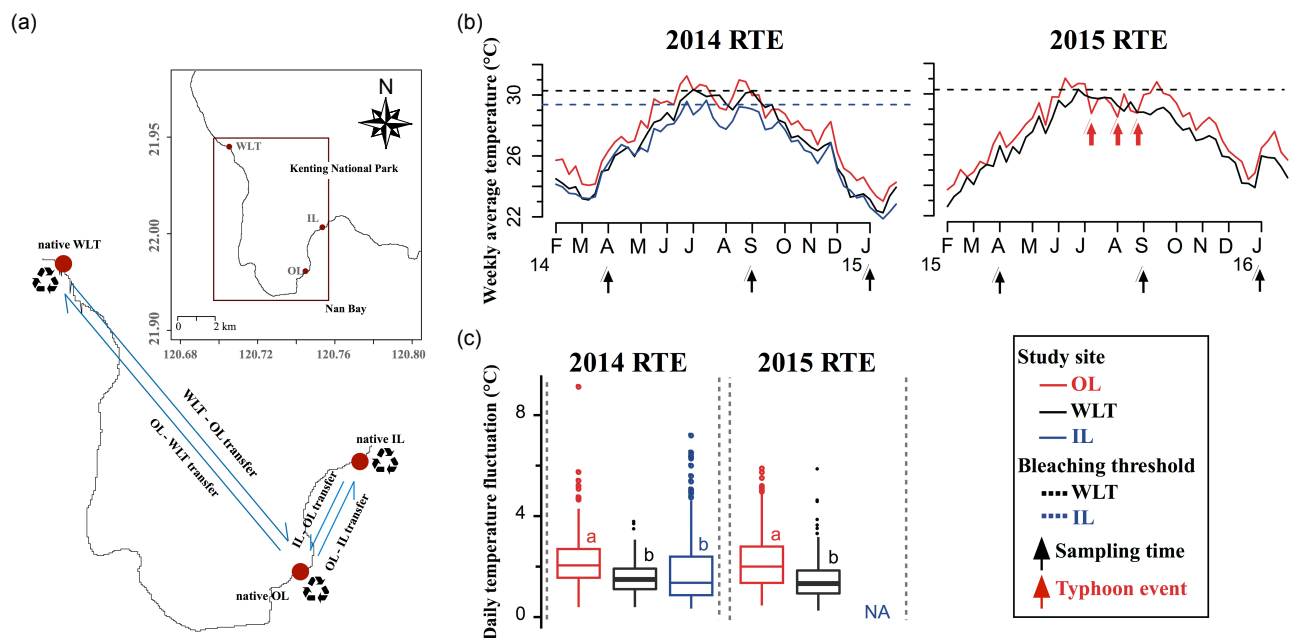 (a)
N
21.95
22.00
21.90
120.68
120.72
120.76
120.80
WLT
Kenting National Park
IL
OL
Nan Bay
0
2 km
native WLT
WLT - OL transfer
OL - WLT transfer
native IL
IL - OL transfer
OL - IL transfer
native OL
(b)
2014 RTE
2015 RTE
Weekly average temperature (°C)
30
26
22
F M A M J J A S O N D J
14
15
F M A M J J A S O N D J
15
16
(c)
2014 RTE
2015 RTE
Daily temperature fluctuation (°C)
8
4
0
a
b
b
a
b
NA
Study site
OL
WLT
IL
Bleaching threshold
WLT
IL
Sampling time
Typhoon event